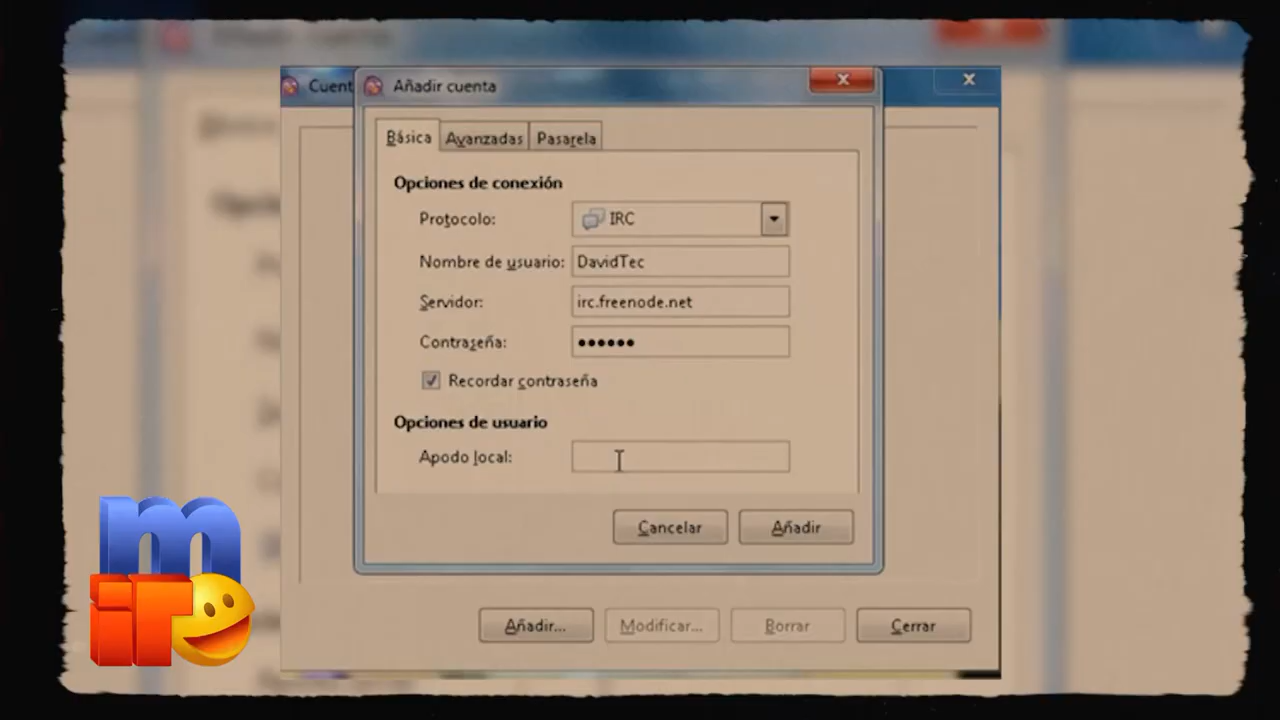 Cuent
Añadir cuenta
Básica
Avanzadas
Pasarela
Opciones de conexión
Protocolo:
IRC
Nombre de usuario:
DavidTec
Servidor:
irc.freenode.net
Contraseña:
••••••
Recordar contraseña
Opciones de usuario
Apodo local:
Cancelar
Añadir
Añadir...
Modificar...
Borrar
Cerrar
m
irc